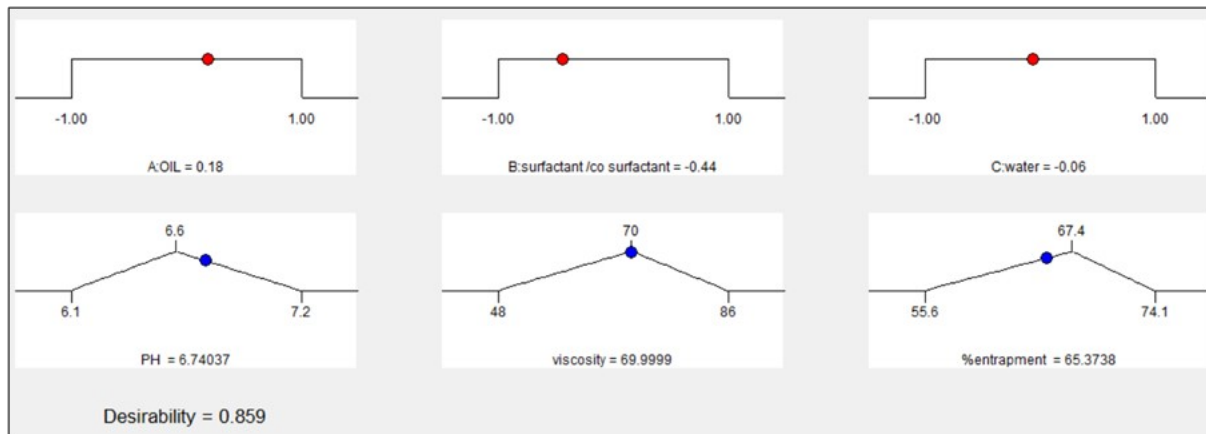 -1.00 1.00 -1.00 1.00 -1.00 1.00
A:OIL = 0.18 B:surfactant /co surfactant = -0.44 C:water = -0.06
6.6 70 67.4
6.1 7.2 48 86 55.6 74.1
PH = 6.74037 viscosity = 69.9999 %entrapment = 65.3738
Desirability = 0.859